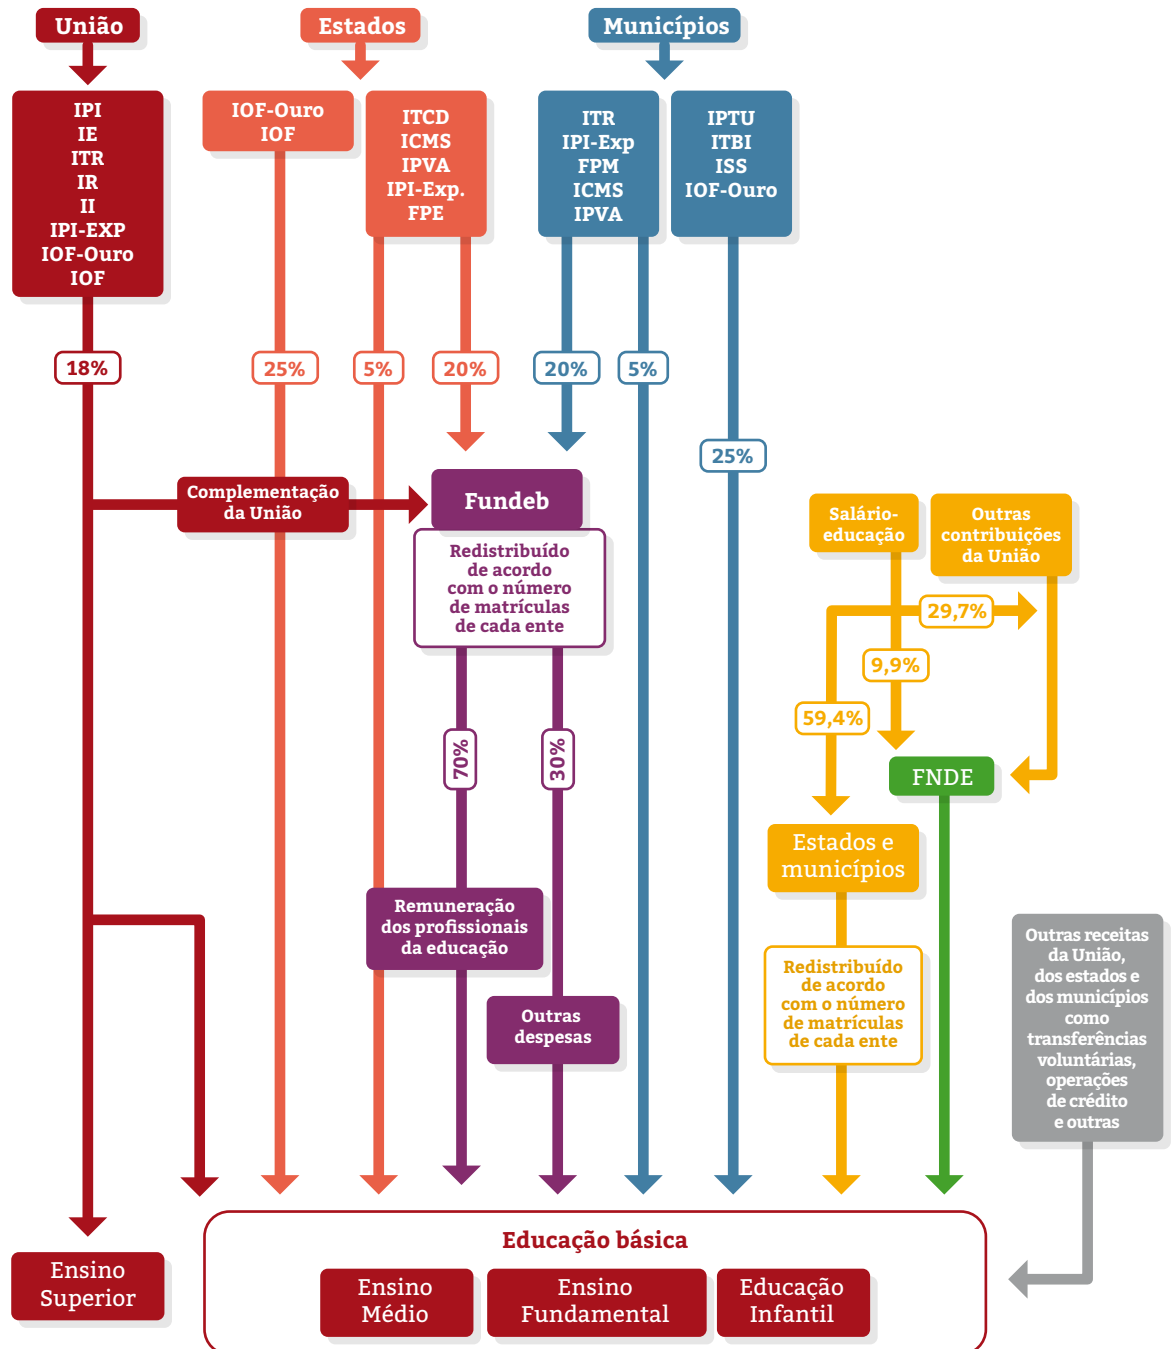 União
Estados
Municípios
IPI
IE
ITR
IR
II
IPI-EXP
IOF-Ouro
IOF
IOF-Ouro
IOF
ITCD
ICMS
IPVA
IPI-Exp.
FPE
ITR
IPI-Exp
FPM
ICMS
IPVA
IPTU
ITBI
ISS
IOF-Ouro
18%
25%
5%
20%
20%
5%
25%
Complementação
da União
Fundeb
Redistribuído
de acordo
com o número
de matrículas
de cada ente
Salário-
educação
Outras
contribuições
da União
29,7%
9,9%
59,4%
70%
30%
FNDE
Estados e
municípios
Remuneração
dos profissionais
da educação
Outras
despesas
Redistribuído
de acordo
com o número
de matrículas
de cada ente
Outras receitas
da União,
dos estados e
dos municípios
como
transferências
voluntárias,
operações
de crédito
e outras
Educação básica
Ensino
Superior
Ensino
Médio
Ensino
Fundamental
Educação
Infantil